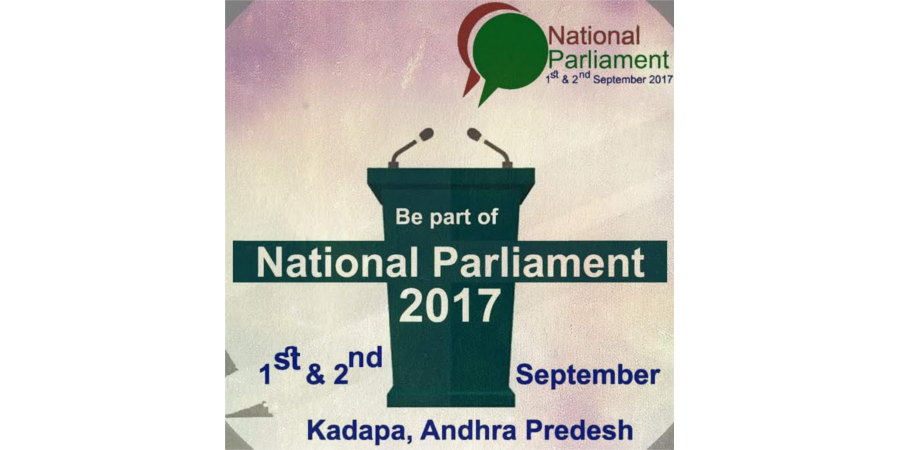 National
Parliament
1st & 2nd September 2017
Be part of
National Parliament
2017
1st & 2nd September
Kadapa, Andhra Predesh